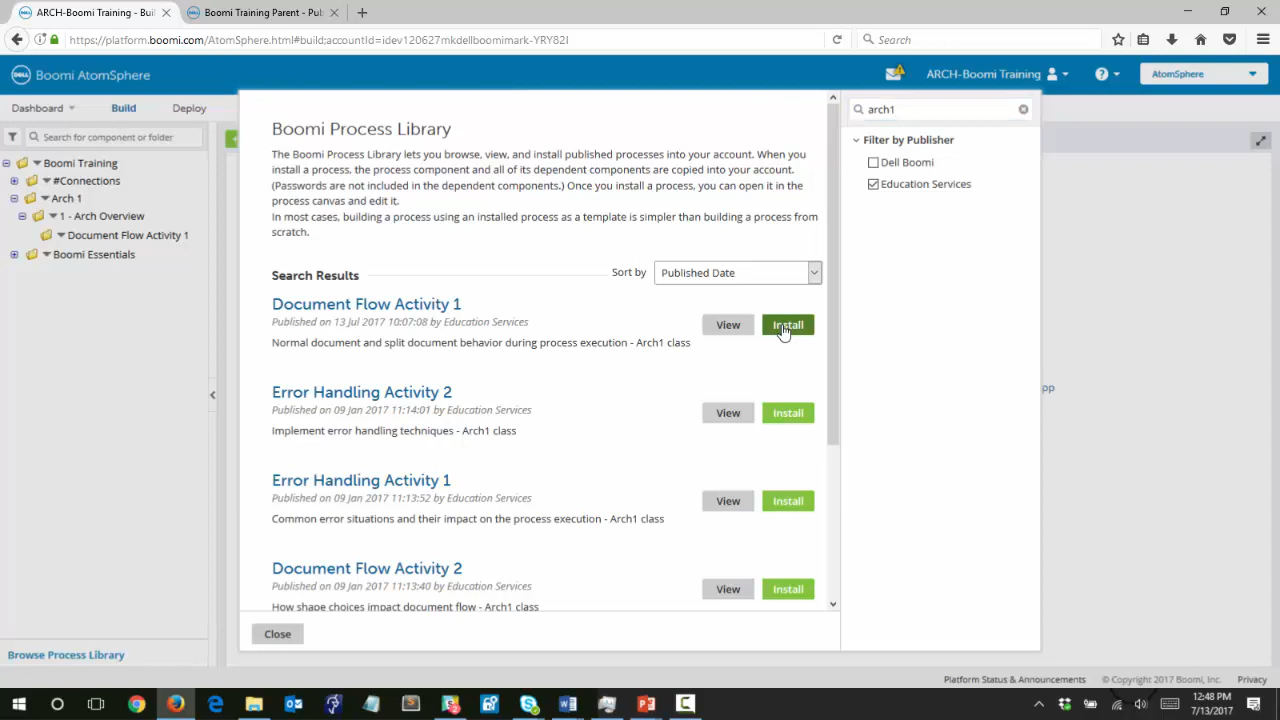 ARCH-Boomi Training - Bui
Boomi Training Parent - Pub
https://platform.boomi.com/AtomSphere.html#build;accountId=idev120627mkdellboomimark-YRY82I
Search
DELL
Boomi AtomSphere
ARCH-Boomi Training
AtomSphere
Dashboard
Build
Deploy
Search for component or folder
Boomi Training
#Connections
Arch 1
1 - Arch Overview
Document Flow Activity 1
Boomi Essentials
Browse Process Library
Boomi Process Library
The Boomi Process Library lets you browse, view, and install published processes into your account. When you
install a process, the process component and all of its dependent components are copied into your account.
(Passwords are not included in the dependent components.) Once you install a process, you can open it in the
process canvas and edit it.
In most cases, building a process using an installed process as a template is simpler than building a process from
scratch.
Search Results
Sort by
Published Date
Document Flow Activity 1
Published on 13 Jul 2017 10:07:08 by Education Services
Normal document and split document behavior during process execution - Arch1 class
View
Install
Error Handling Activity 2
Published on 09 Jan 2017 11:14:01 by Education Services
Implement error handling techniques - Arch1 class
View
Install
Error Handling Activity 1
Published on 09 Jan 2017 11:13:52 by Education Services
Common error situations and their impact on the process execution - Arch1 class
View
Install
Document Flow Activity 2
Published on 09 Jan 2017 11:13:40 by Education Services
How shape choices impact document flow - Arch1 class
View
Install
Close
arch1
Filter by Publisher
Dell Boomi
Education Services
pp
Platform Status & Announcements
© Copyright 2017 Boomi, Inc.
Privacy
12:48 PM
7/13/2017